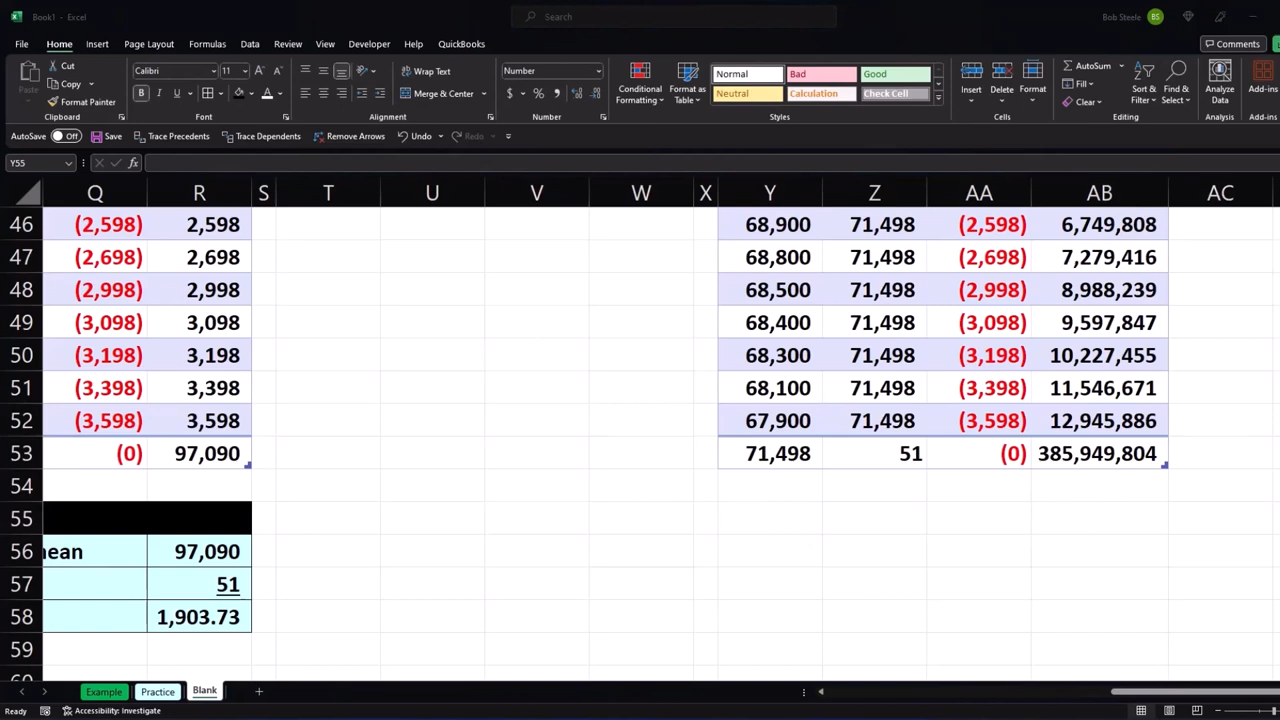 Book1 - Excel
Search
Bob Steele BS
File Home Insert Page Layout Formulas Data Review View Developer Help QuickBooks
Comments
Paste
Cut
Copy
Format Painter
Clipboard
Calibri 11
B I U
Font
Wrap Text
Merge & Center
Alignment
Number
$ % 9
Number
Conditional Formatting
Format as Table
Normal Bad Good
Neutral Calculation Check Cell
Styles
Insert Delete Format
Cells
AutoSum
Fill
Clear
Sort & Filter
Find & Select
Editing
Analyze Data
Analysis
Add-ins
Add-ins
AutoSave Off Save Trace Precedents Trace Dependents Remove Arrows Undo Redo
Y55 fx
Q R S T U V W X Y Z AA AB AC
46 (2,598) 2,598 68,900 71,498 (2,598) 6,749,808
47 (2,698) 2,698 68,800 71,498 (2,698) 7,279,416
48 (2,998) 2,998 68,500 71,498 (2,998) 8,988,239
49 (3,098) 3,098 68,400 71,498 (3,098) 9,597,847
50 (3,198) 3,198 68,300 71,498 (3,198) 10,227,455
51 (3,398) 3,398 68,100 71,498 (3,398) 11,546,671
52 (3,598) 3,598 67,900 71,498 (3,598) 12,945,886
53 (0) 97,090 71,498 51 (0) 385,949,804
54
55
56 nean 97,090
57 51
58 1,903.73
59
60
Example Practice Blank
Ready Accessibility: Investigate